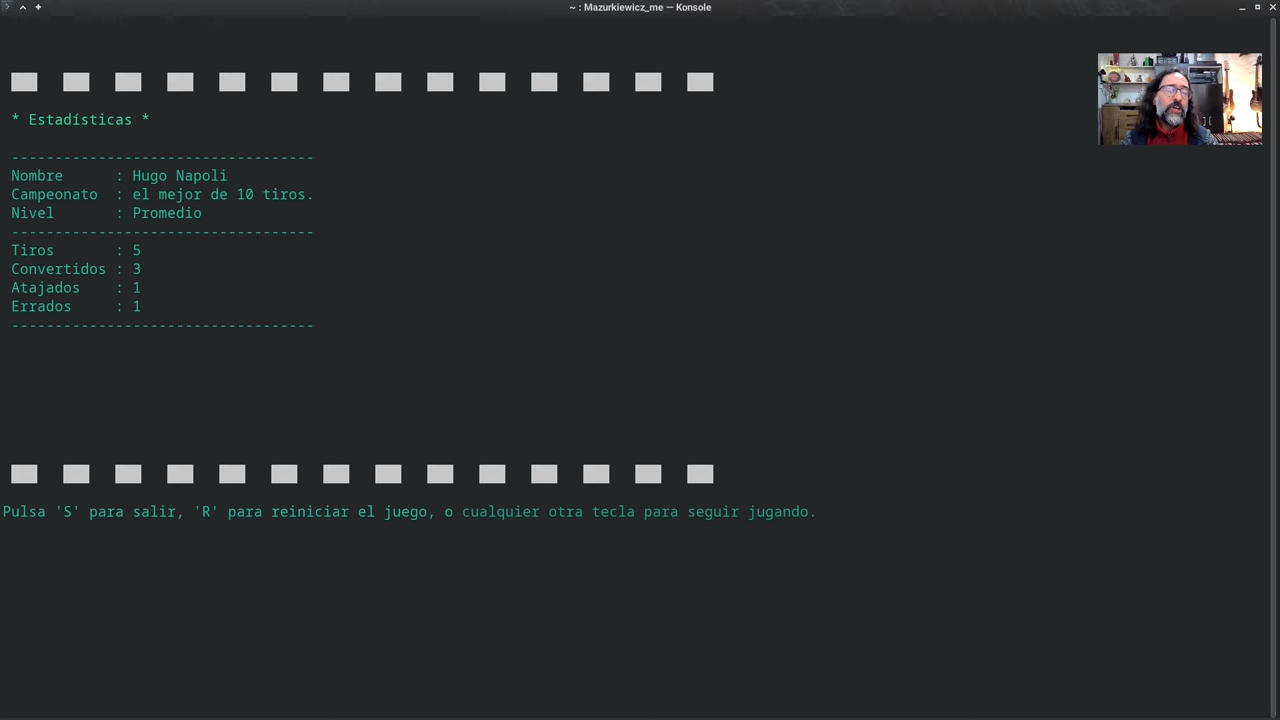 ~ : Mazurkiewicz_me — Konsole
* Estadísticas *
-----------------------------------
Nombre      : Hugo Napoli
Campeonato  : el mejor de 10 tiros.
Nivel       : Promedio
-----------------------------------
Tiros       : 5
Convertidos : 3
Atajados    : 1
Errados     : 1
-----------------------------------
Pulsa 'S' para salir, 'R' para reiniciar el juego, o cualquier otra tecla para seguir jugando.